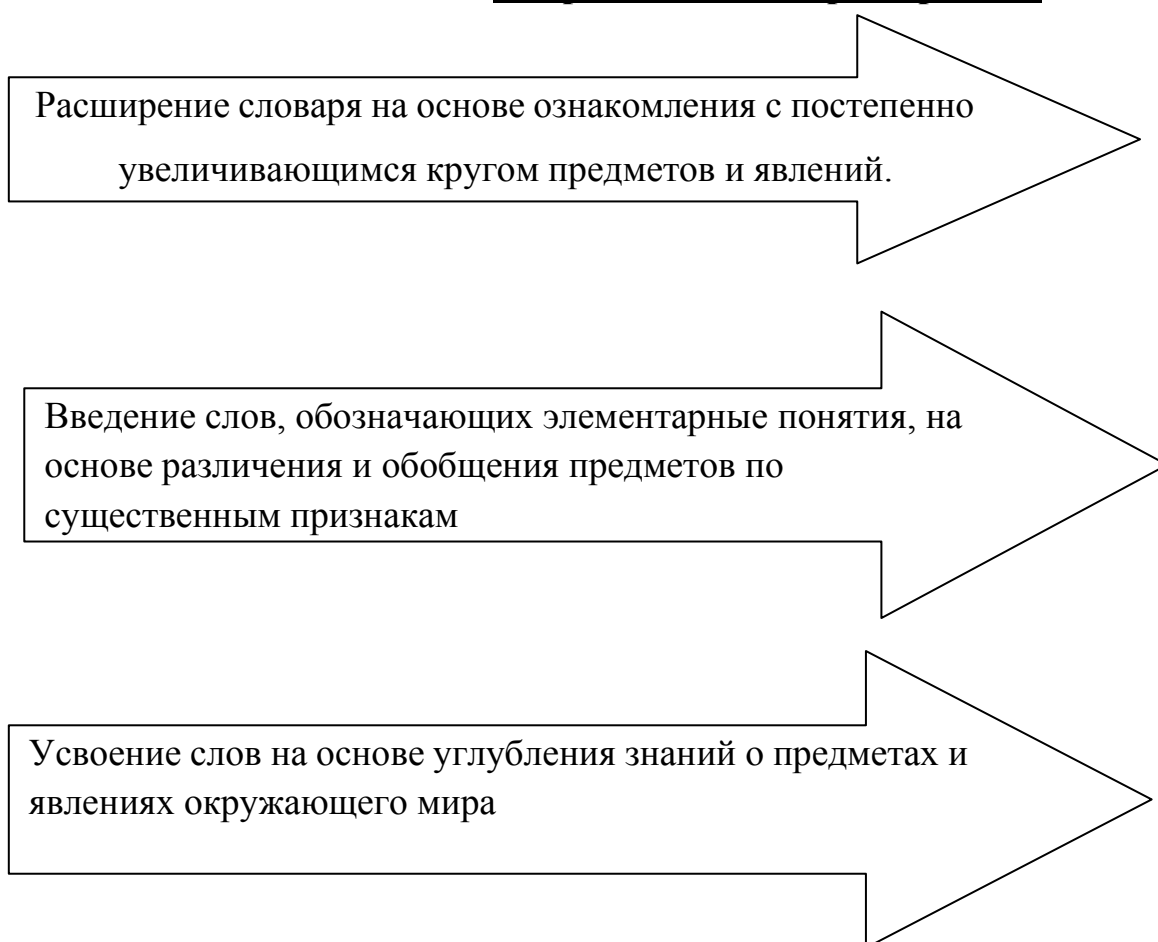 Расширение словаря на основе ознакомления с постепенно
увеличивающимся кругом предметов и явлений.
Введение слов, обозначающих элементарные понятия, на
основе различения и обобщения предметов по
существенным признакам
Усвоение слов на основе углубления знаний о предметах и
явлениях окружающего мира